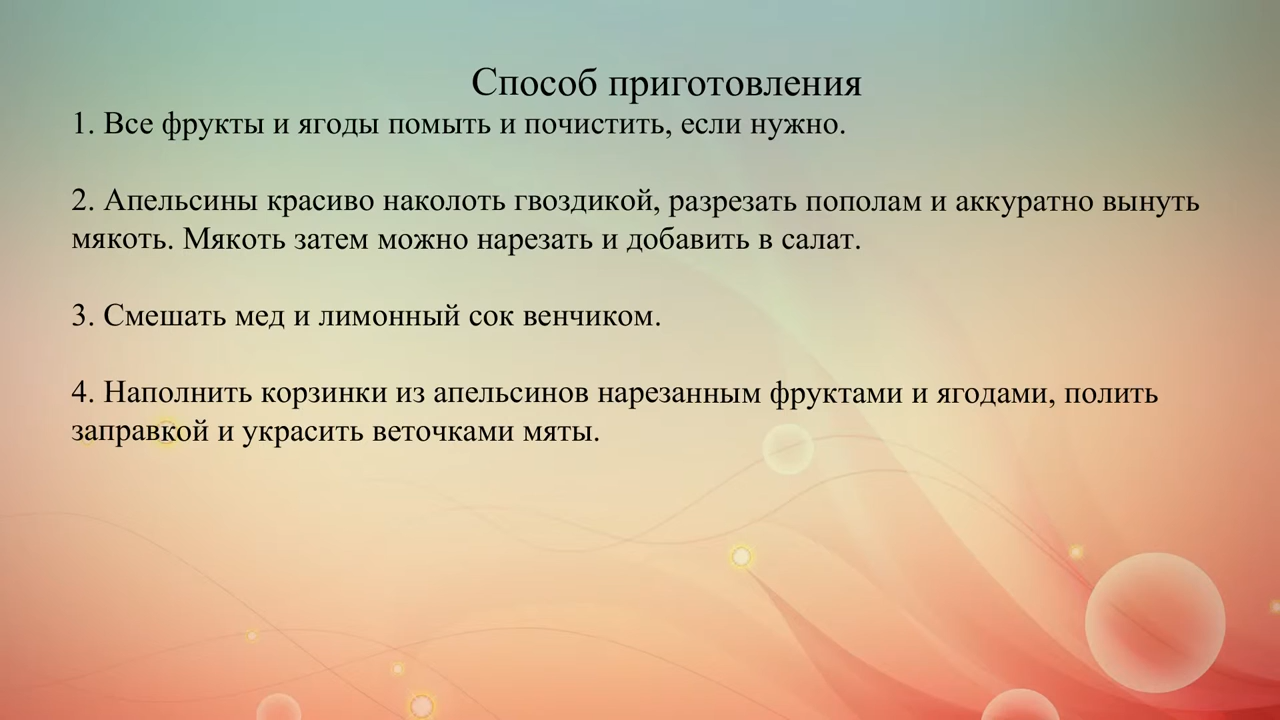 Способ приготовления
1. Все фрукты и ягоды помыть и почистить, если нужно.
2. Апельсины красиво наколоть гвоздикой, разрезать пополам и аккуратно вынуть
мякоть. Мякоть затем можно нарезать и добавить в салат.
3. Смешать мед и лимонный сок венчиком.
4. Наполнить корзинки из апельсинов нарезанным фруктами и ягодами, полить
заправкой и украсить веточками мяты.